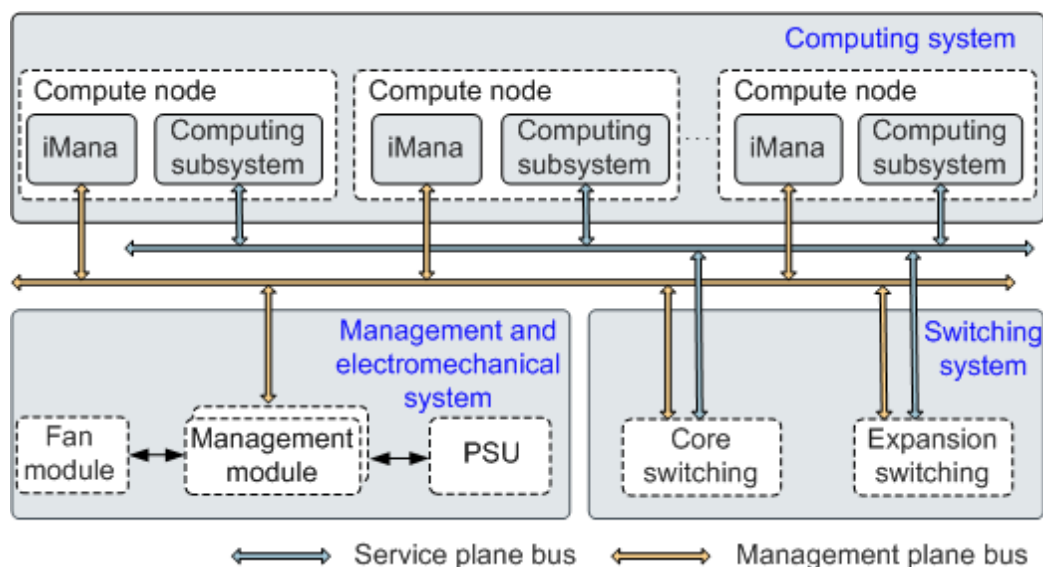 Computing system
Compute node
iMana
Computing
subsystem
Compute node
iMana
Computing
subsystem
Compute node
iMana
Computing
subsystem
Management and
electromechanical
system
Fan
module
Management
module
PSU
Switching
system
Core
switching
Expansion
switching
Service plane bus
Management plane bus